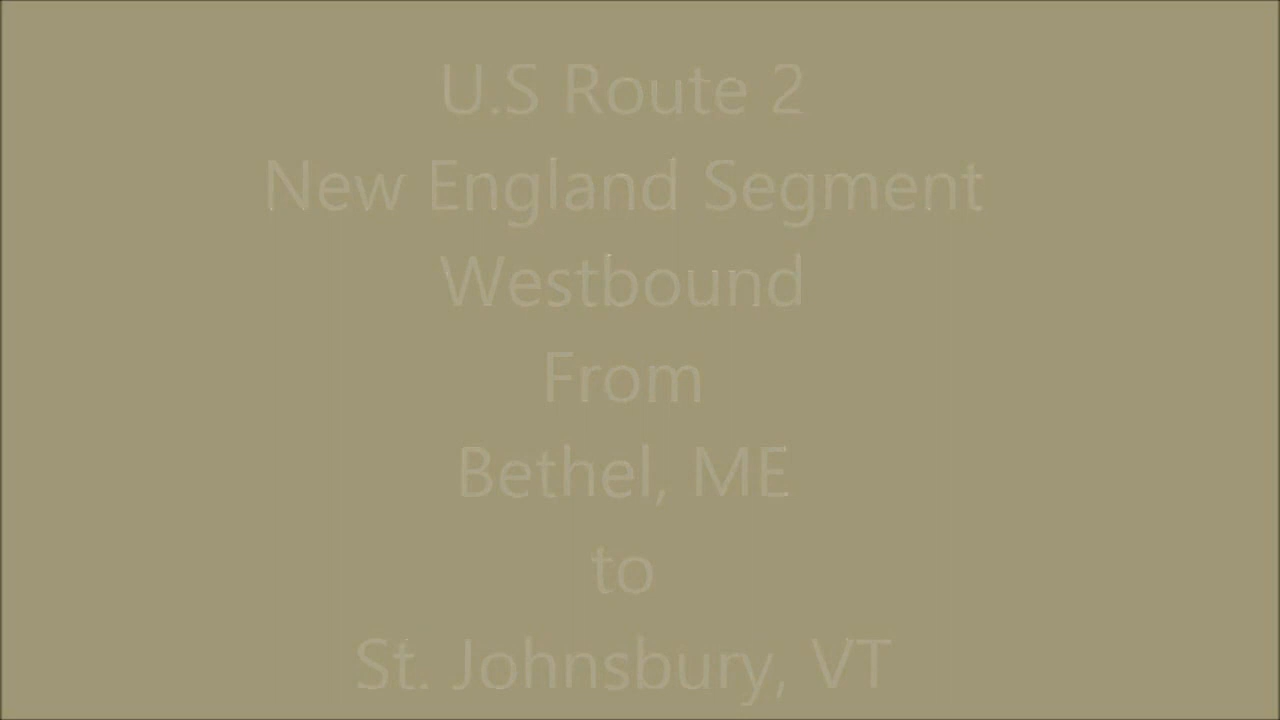 U.S Route 2
New England Segment
Westbound
From
Bethel, ME
to
St. Johnsbury, VT